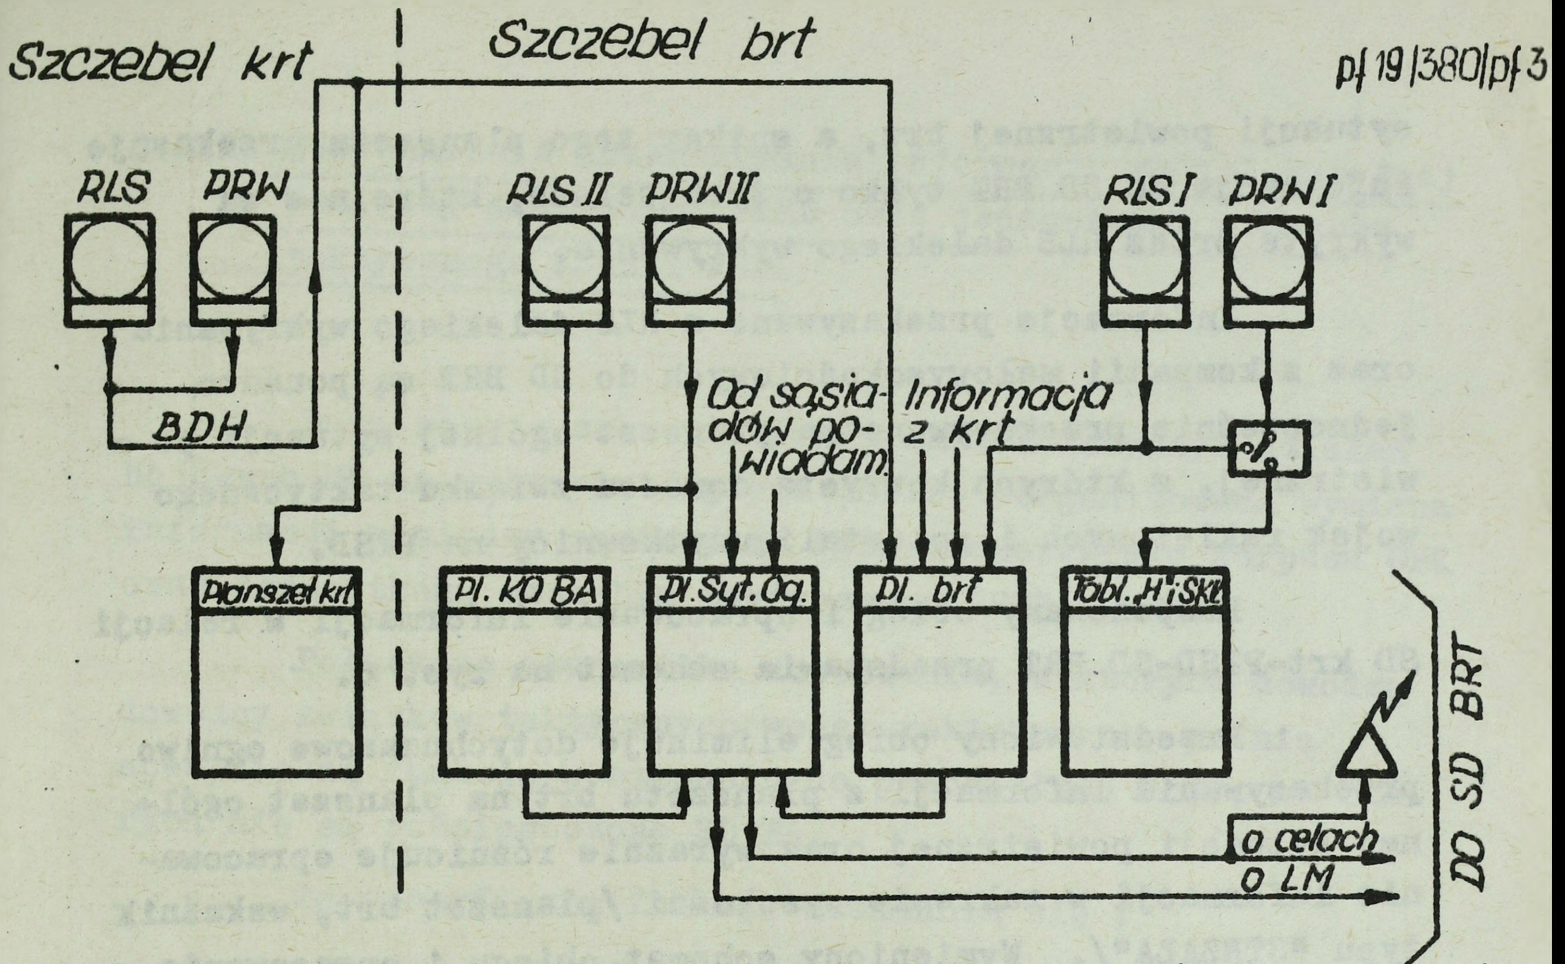 Szczebel krt
Szczebel brt
pf 19/380/pf 3
RLS
PRW
RLS II
PRW II
RLS I
PRW I
BDH
Od sąsia-
dów po-
wiadam.
Informacja
z krt
Planszet krt
Pl. KO BA
Pl. Syt. Og.
Pl. brt
Tabl. „H" i SKL
o celach
o LM
DO SD BRT